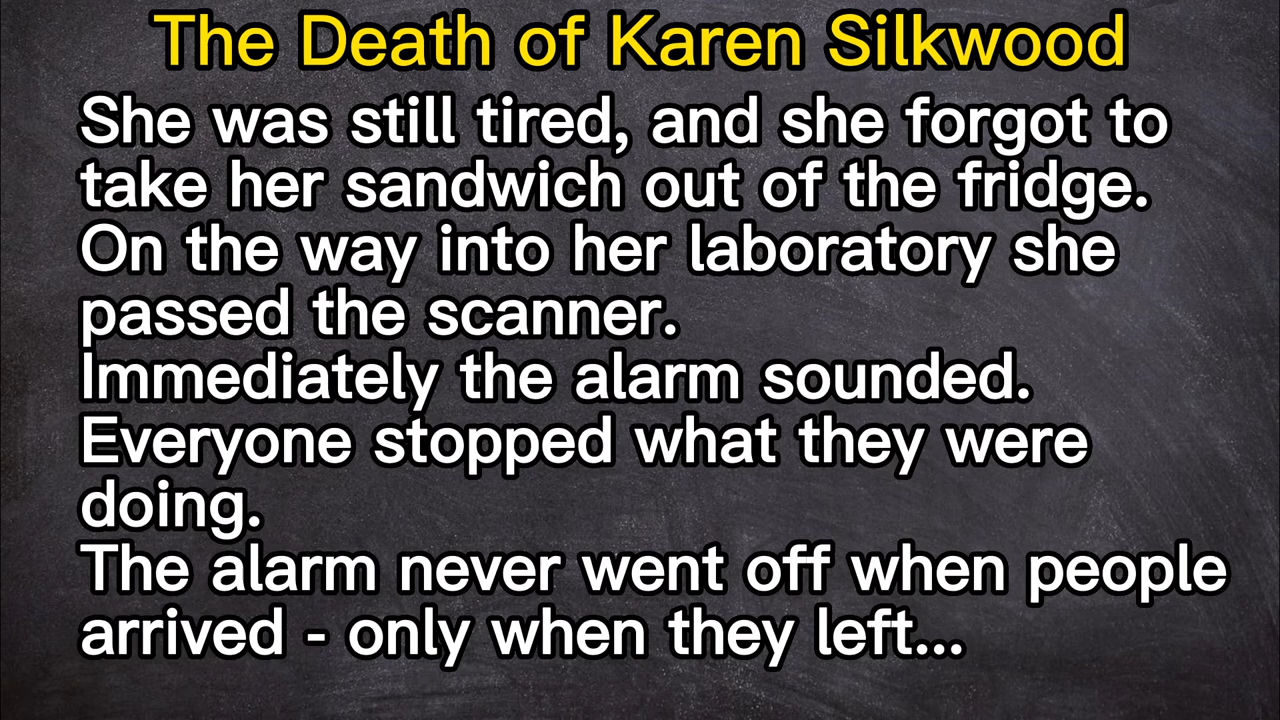 The Death of Karen Silkwood
She was still tired, and she forgot to
take her sandwich out of the fridge.
On the way into her laboratory she
passed the scanner.
Immediately the alarm sounded.
Everyone stopped what they were
doing.
The alarm never went off when people
arrived - only when they left...